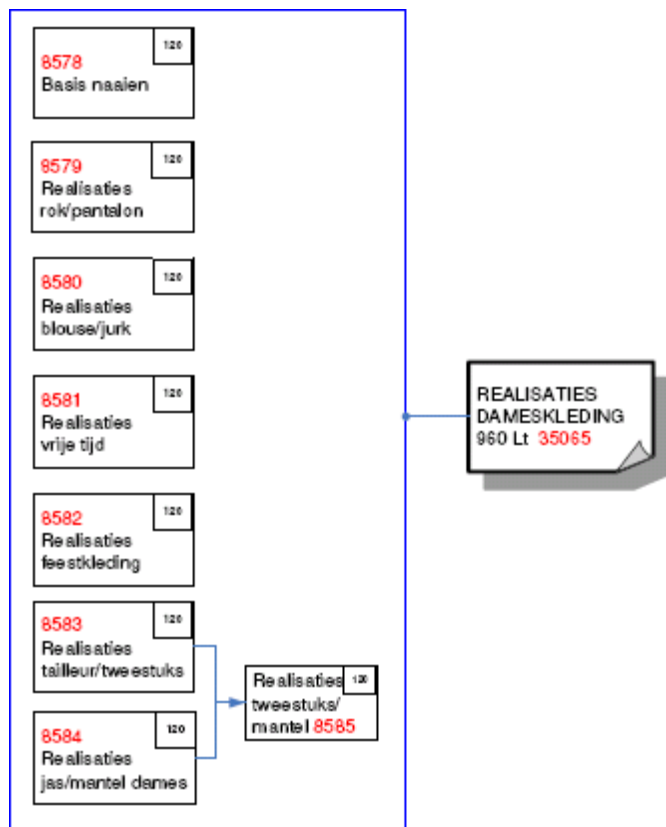 120
8578
Basis naaien
120
8579
Realisaties
rok/pantalon
120
8580
Realisaties
blouse/jurk
120
8581
Realisaties
vrije tijd
120
8582
Realisaties
feestkleding
120
8583
Realisaties
tailleur/tweestuks
120
8584
Realisaties
jas/mantel dames
Realisaties 120
tweestuks/
mantel 8585
REALISATIES
DAMESKLEDING
960 Lt 35065